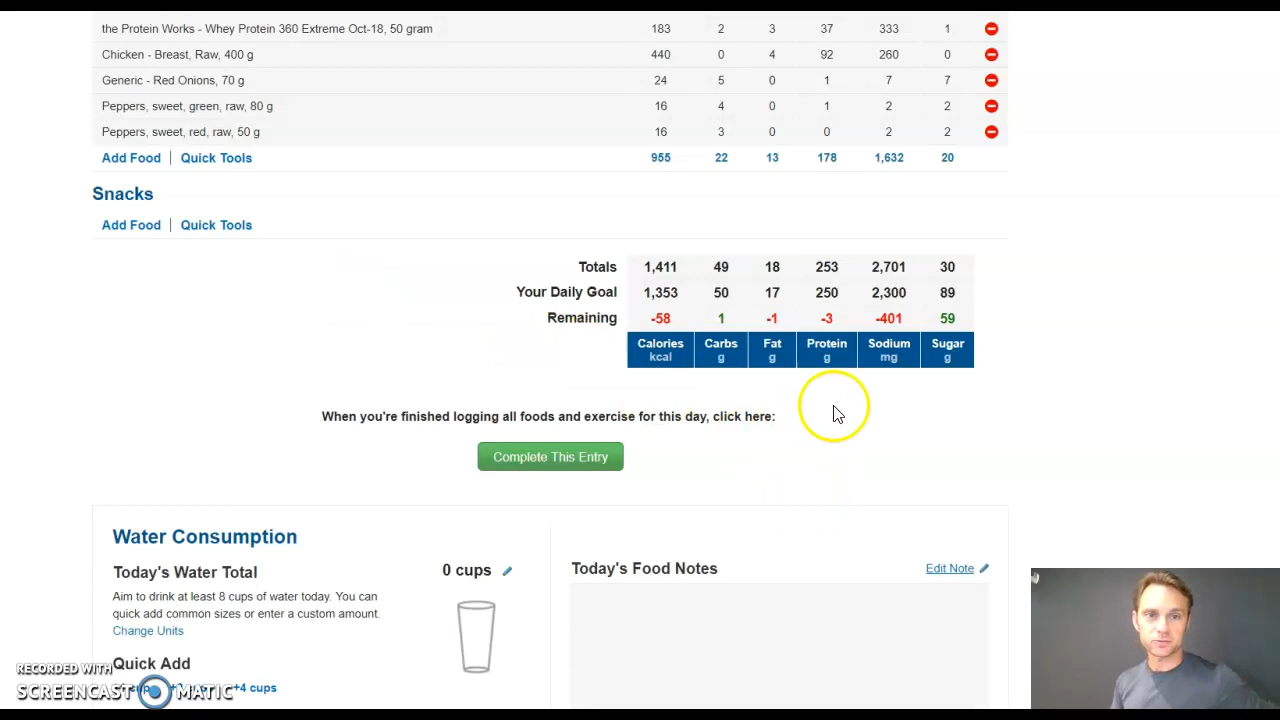 the Protein Works - Whey Protein 360 Extreme Oct-18, 50 gram 183 2 3 37 333 1
Chicken - Breast, Raw, 400 g 440 0 4 92 260 0
Generic - Red Onions, 70 g 24 5 0 1 7 7
Peppers, sweet, green, raw, 80 g 16 4 0 1 2 2
Peppers, sweet, red, raw, 50 g 16 3 0 0 2 2
Add Food | Quick Tools 955 22 13 178 1,632 20
Snacks
Add Food | Quick Tools
Totals 1,411 49 18 253 2,701 30
Your Daily Goal 1,353 50 17 250 2,300 89
Remaining -58 1 -1 -3 -401 59
Calories Carbs Fat Protein Sodium Sugar
kcal g g g mg g
When you're finished logging all foods and exercise for this day, click here:
Complete This Entry
Water Consumption
Today's Water Total 0 cups
Aim to drink at least 8 cups of water today. You can
quick add common sizes or enter a custom amount.
Change Units
Quick Add
+4 cups
Today's Food Notes Edit Note
RECORDED WITH
SCREENCAST MATIC